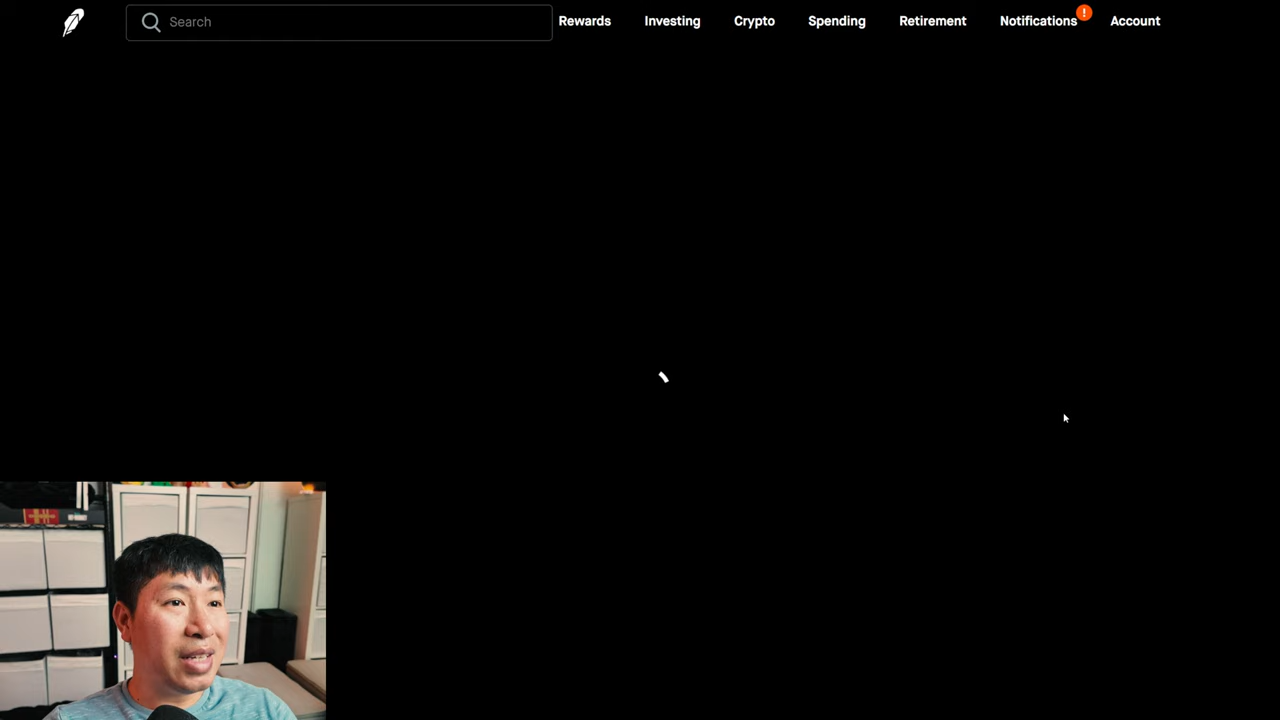 Search
Rewards
Investing
Crypto
Spending
Retirement
Notifications
!
Account